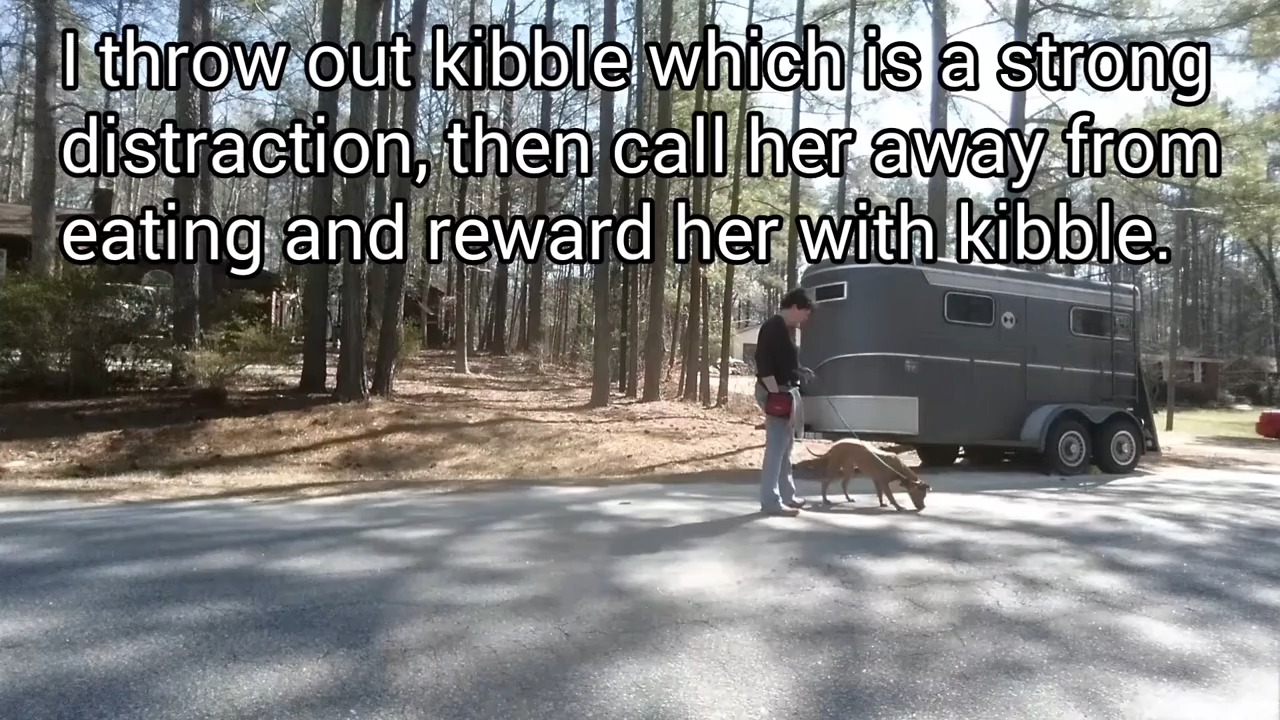 I throw out kibble which is a strong
distraction, then call her away from
eating and reward her with kibble.